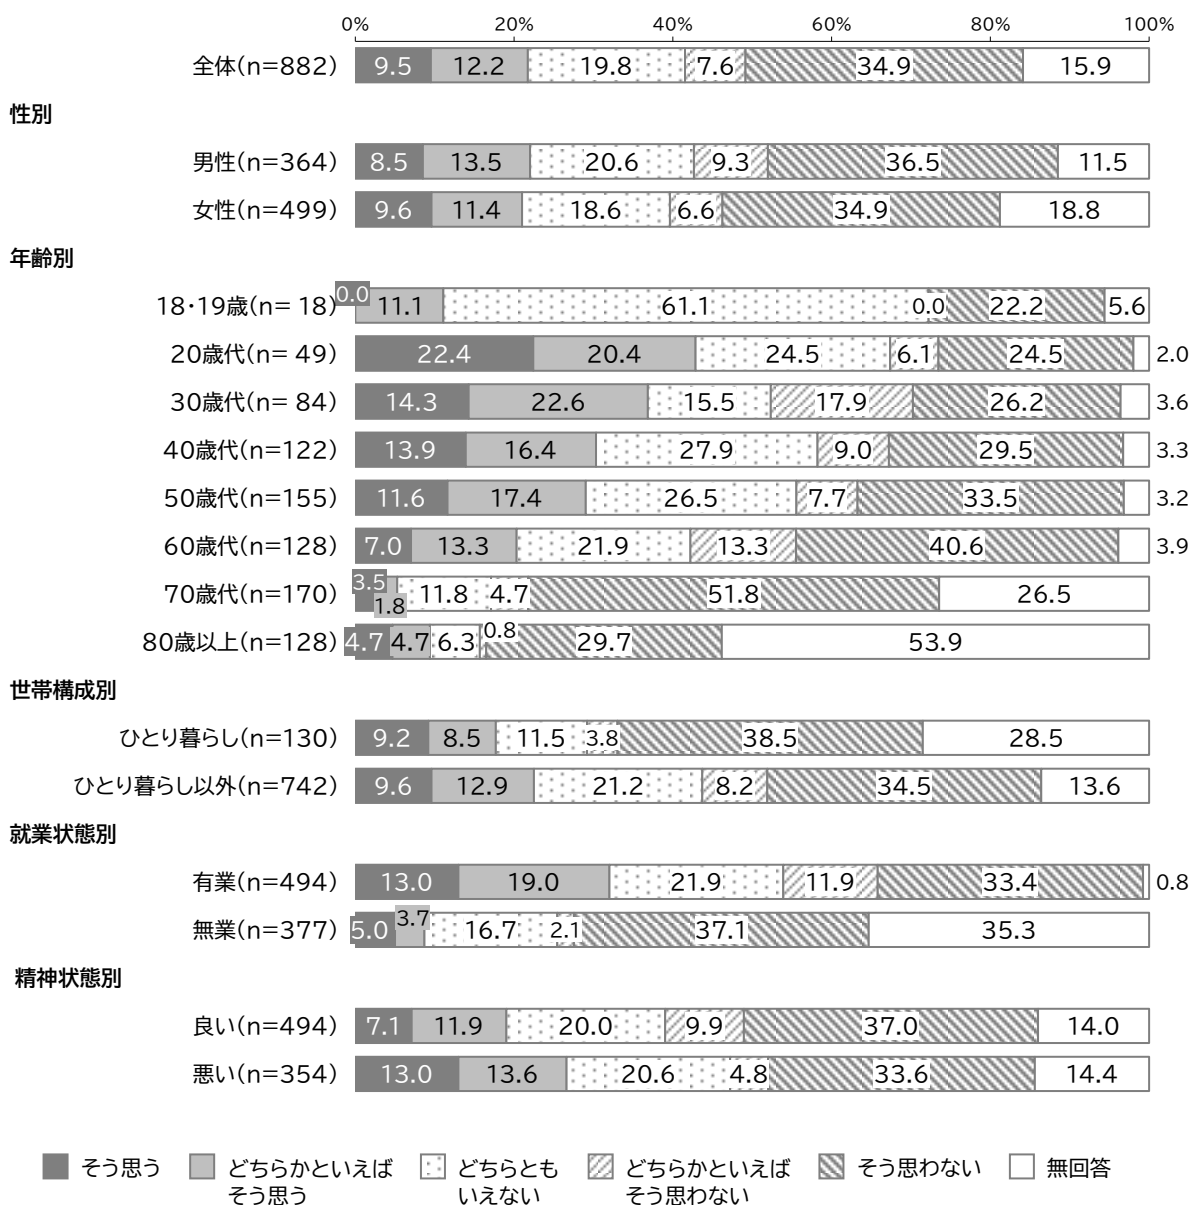 0% 20% 40% 60% 80% 100%
全体(n=882) 9.5 12.2 19.8 7.6 34.9 15.9
性別
男性(n=364) 8.5 13.5 20.6 9.3 36.5 11.5
女性(n=499) 9.6 11.4 18.6 6.6 34.9 18.8
年齢別
18・19歳(n= 18) 0.0 11.1 61.1 0.0 22.2 5.6
20歳代(n= 49) 22.4 20.4 24.5 6.1 24.5 2.0
30歳代(n= 84) 14.3 22.6 15.5 17.9 26.2 3.6
40歳代(n=122) 13.9 16.4 27.9 9.0 29.5 3.3
50歳代(n=155) 11.6 17.4 26.5 7.7 33.5 3.2
60歳代(n=128) 7.0 13.3 21.9 13.3 40.6 3.9
70歳代(n=170) 3.5 1.8 11.8 4.7 51.8 26.5
80歳以上(n=128) 4.7 4.7 6.3 0.8 29.7 53.9
世帯構成別
ひとり暮らし(n=130) 9.2 8.5 11.5 3.8 38.5 28.5
ひとり暮らし以外(n=742) 9.6 12.9 21.2 8.2 34.5 13.6
就業状態別
有業(n=494) 13.0 19.0 21.9 11.9 33.4 0.8
無業(n=377) 5.0 3.7 16.7 2.1 37.1 35.3
精神状態別
良い(n=494) 7.1 11.9 20.0 9.9 37.0 14.0
悪い(n=354) 13.0 13.6 20.6 4.8 33.6 14.4
そう思う
どちらかといえば
そう思う
どちらとも
いえない
どちらかといえば
そう思わない
そう思わない
無回答